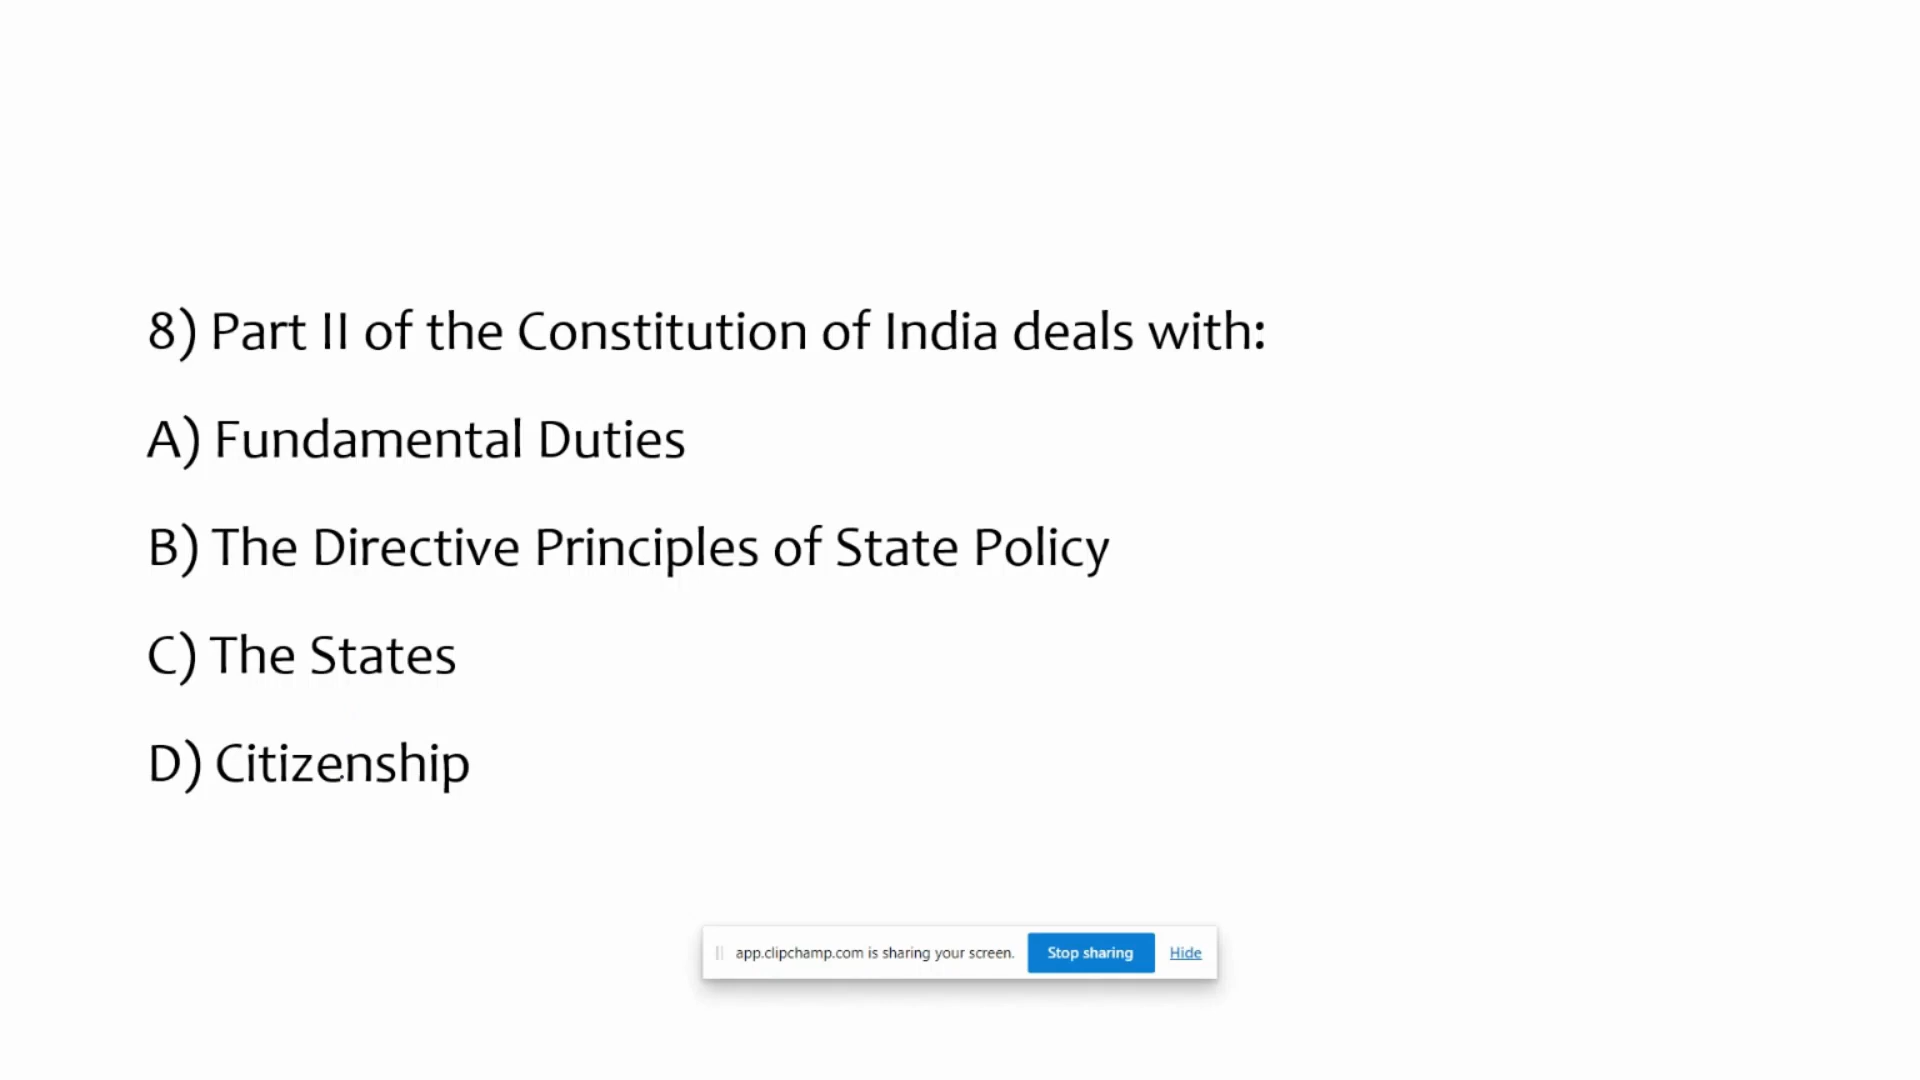 8) Part II of the Constitution of India deals with:
A) Fundamental Duties
B) The Directive Principles of State Policy
C) The States
D) Citizenship
app.clipchamp.com is sharing your screen. Stop sharing Hide